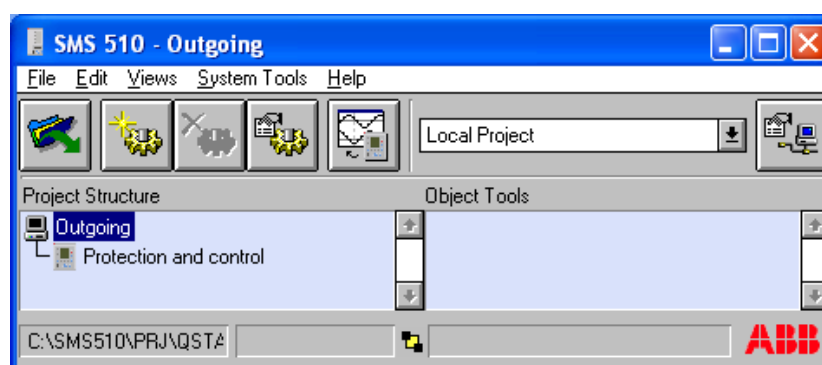 SMS 510 - Outgoing
File Edit Views System Tools Help
Local Project
Project Structure
Object Tools
Outgoing
Protection and control
C:\SMS510\PRJ\QSTA
ABB